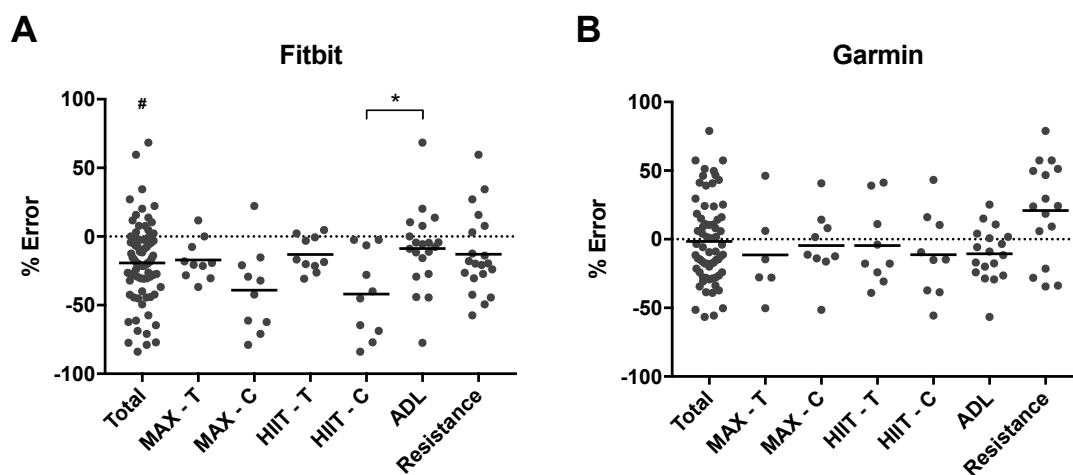 A
Fitbit
% Error
100
50
0
-50
-100
#
*
Total
MAX - T
MAX - C
HIIT - T
HIIT - C
ADL
Resistance
B
Garmin
% Error
100
50
0
-50
-100
Total
MAX - T
MAX - C
HIIT - T
HIIT - C
ADL
Resistance